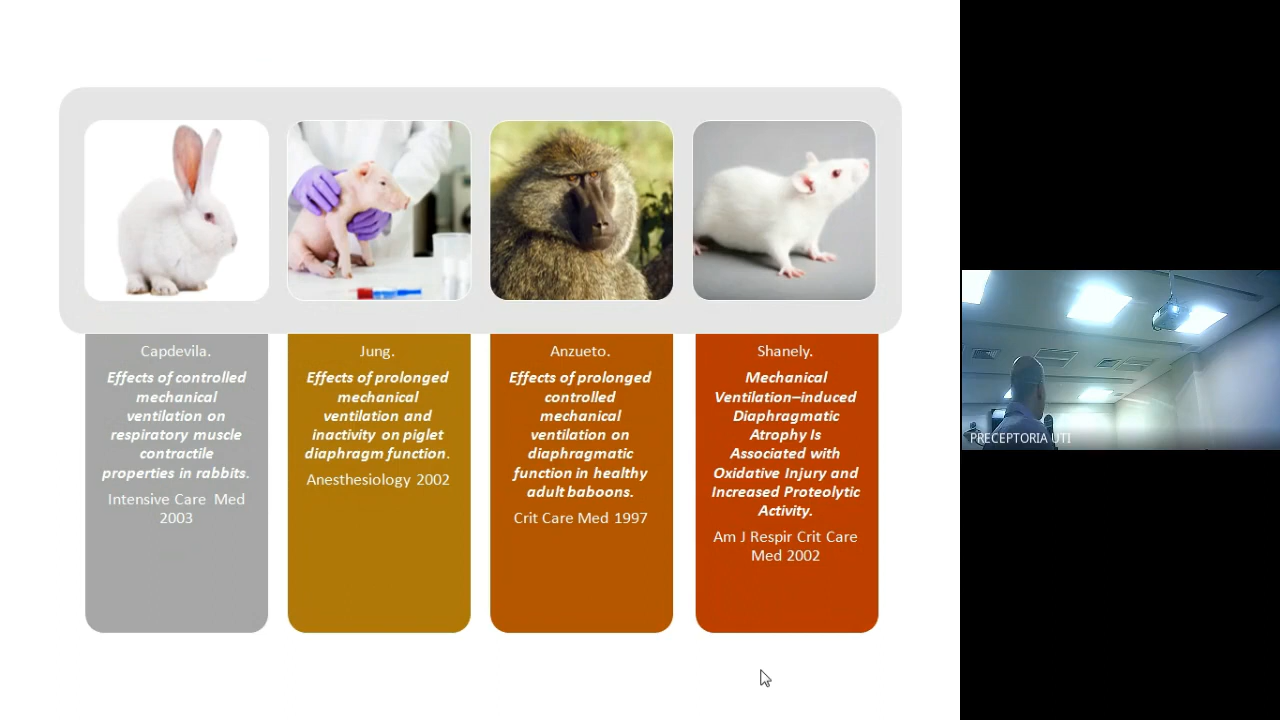 Capdevila.
Effects of controlled
mechanical
ventilation on
respiratory muscle
contractile
properties in rabbits.
Intensive Care Med
2003
Jung.
Effects of prolonged
mechanical
ventilation and
inactivity on piglet
diaphragm function.
Anesthesiology 2002
Anzueto.
Effects of prolonged
controlled
mechanical
ventilation on
diaphragmatic
function in healthy
adult baboons.
Crit Care Med 1997
Shanely.
Mechanical
Ventilation–induced
Diaphragmatic
Atrophy Is
Associated with
Oxidative Injury and
Increased Proteolytic
Activity.
Am J Respir Crit Care
Med 2002
PRECEPTORIA UTI